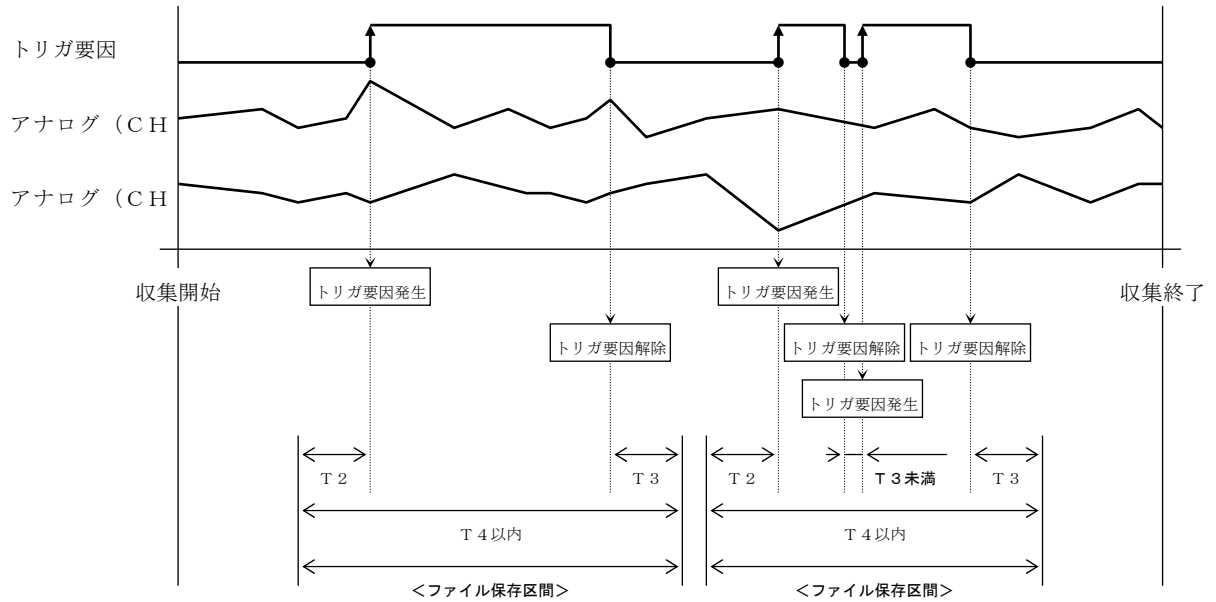 トリガ要因
アナログ（ＣＨ
アナログ（ＣＨ
収集開始
収集終了
トリガ要因発生
トリガ要因発生
トリガ要因解除
トリガ要因解除
トリガ要因解除
トリガ要因発生
Ｔ２
Ｔ３
Ｔ２
Ｔ３未満
Ｔ３
Ｔ４以内
Ｔ４以内
＜ファイル保存区間＞
＜ファイル保存区間＞